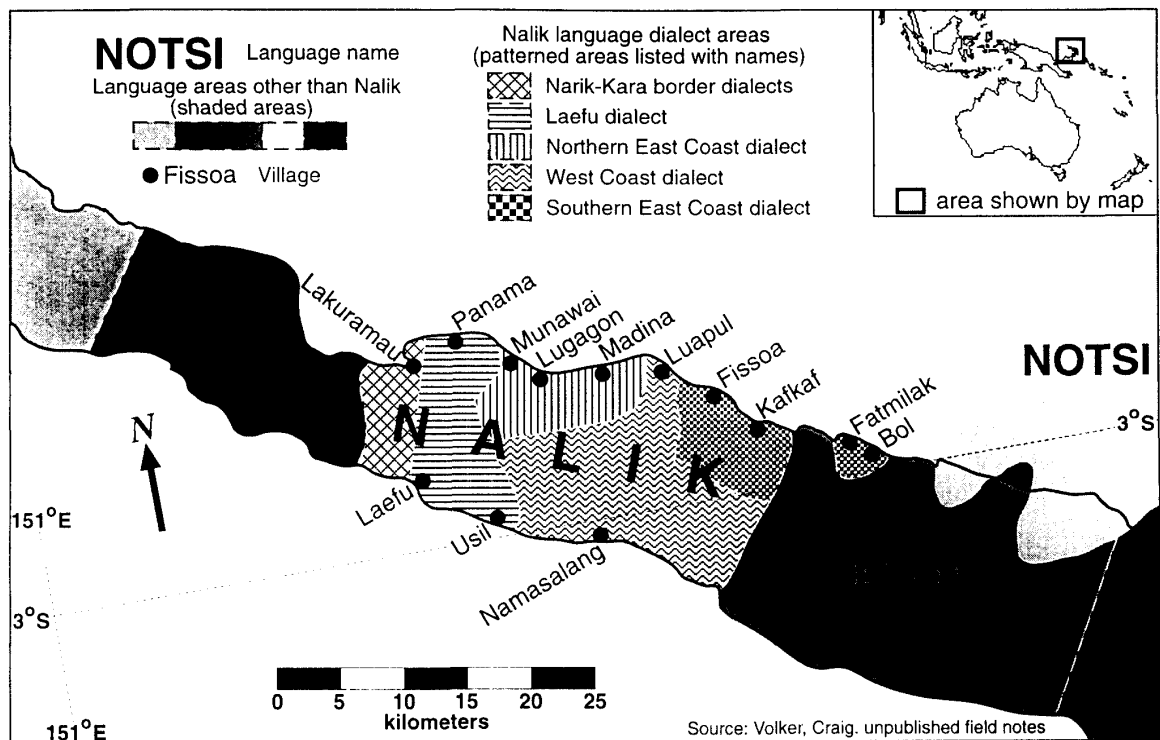 NOTSI Language name
Language areas other than Nalik
(shaded areas)
Fissoa Village
Nalik language dialect areas
(patterned areas listed with names)
Narik-Kara border dialects
Laefu dialect
Northern East Coast dialect
West Coast dialect
Southern East Coast dialect
area shown by map
Lakuramau
Panama
Munawai
Lugagon
Madina
Luapul
Fissoa
Kafkaf
Fatmilak
Bol
NOTSI
3°S
NALIK
N
Laefu
Usil
Namasalang
151°E
3°S
151°E
0 5 10 15 20 25
kilometers
Source: Volker, Craig. unpublished field notes